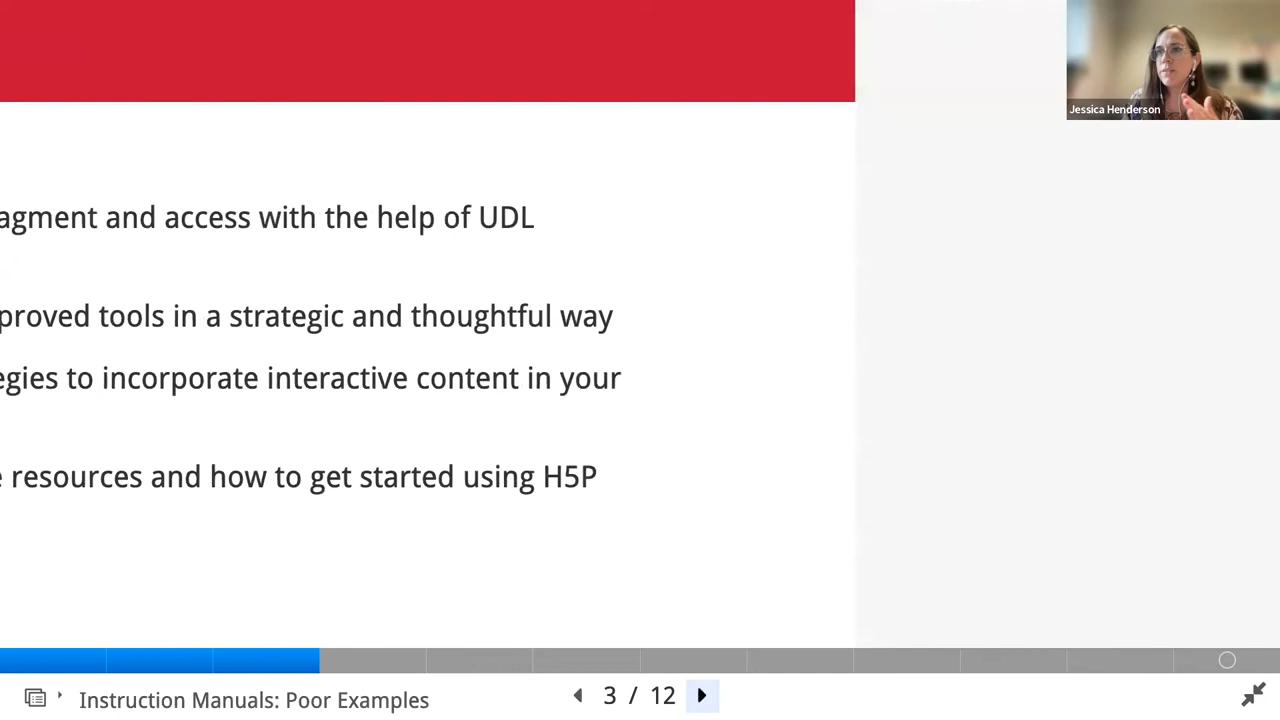 Jessica Henderson
agment and access with the help of UDL
proved tools in a strategic and thoughtful way
egies to incorporate interactive content in your
e resources and how to get started using H5P
Instruction Manuals: Poor Examples
3 / 12